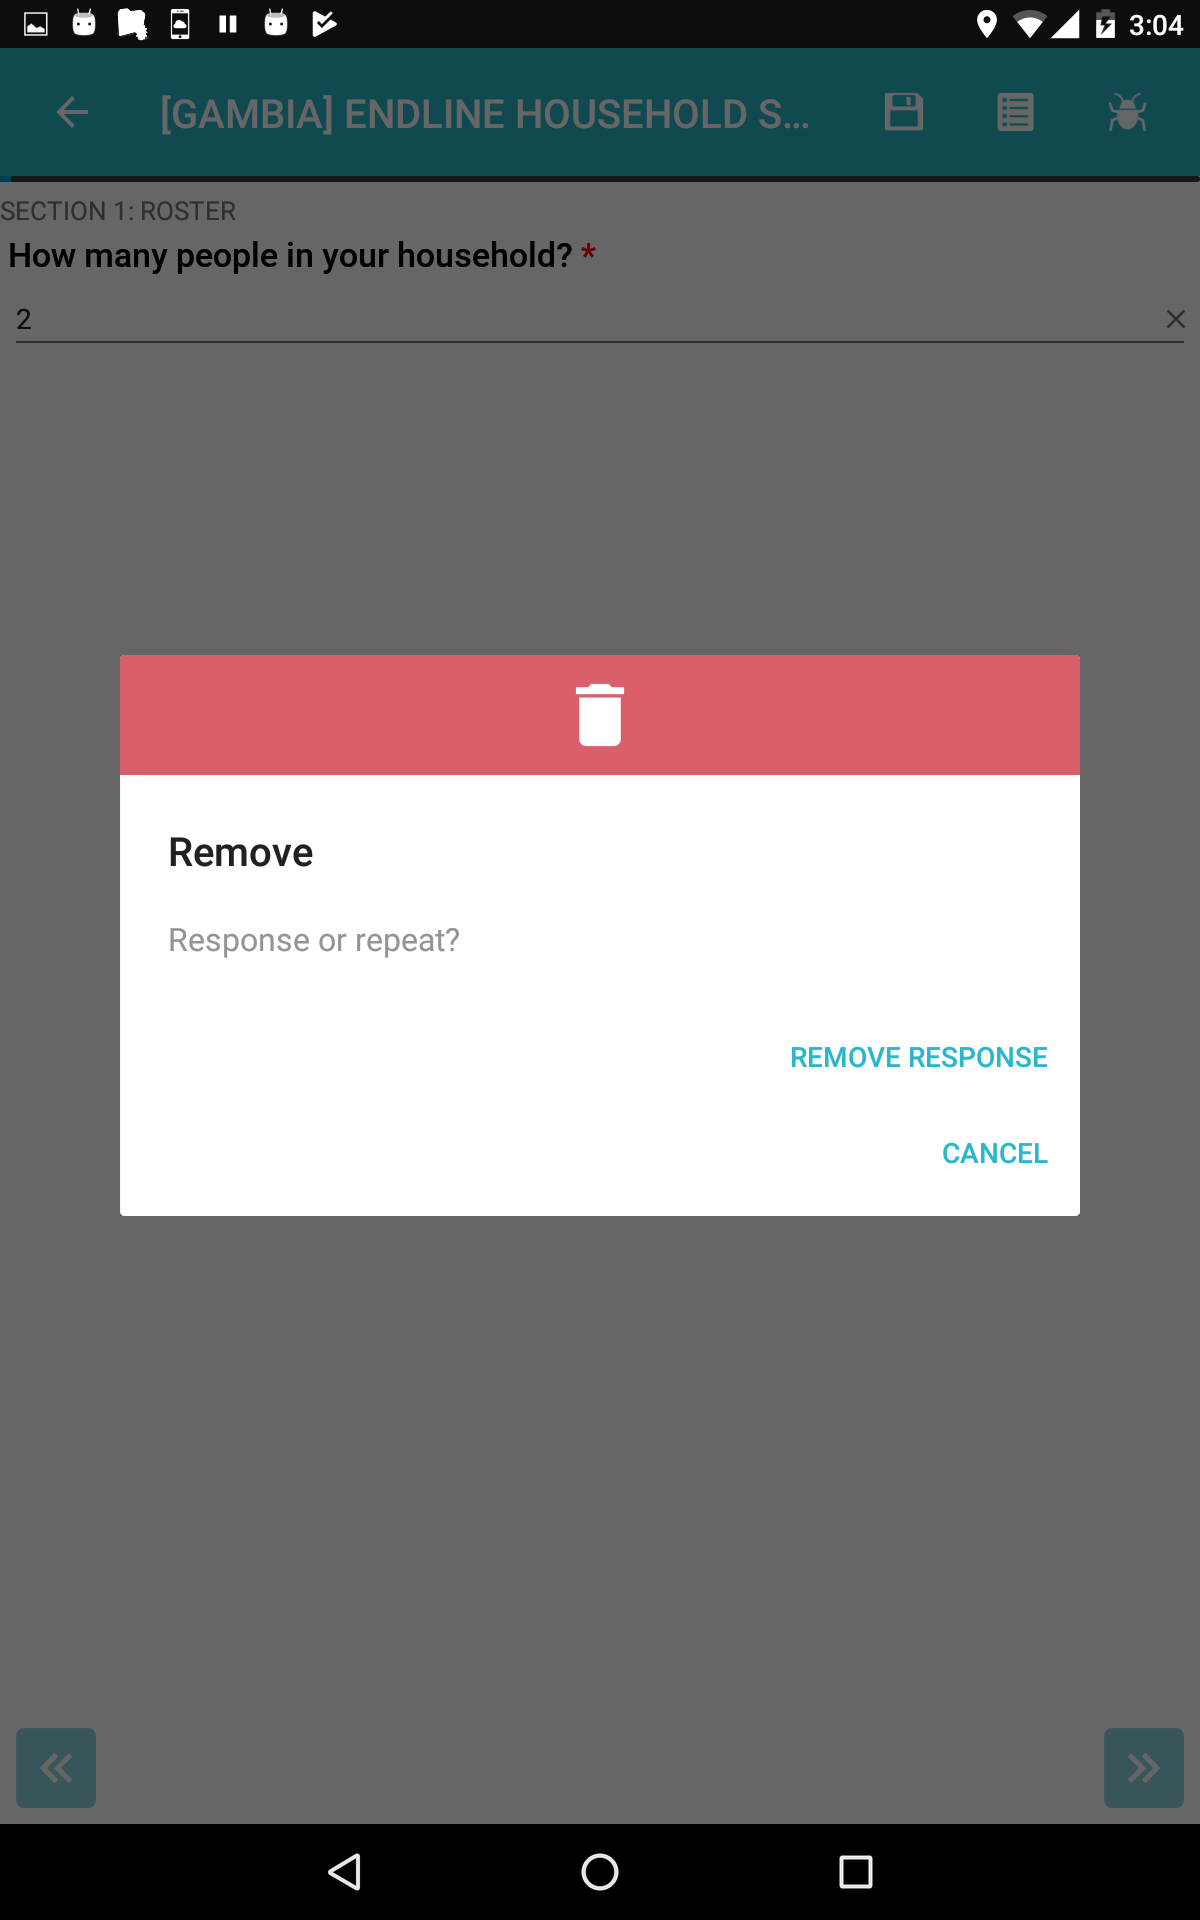 3:04
[GAMBIA] ENDLINE HOUSEHOLD S...
SECTION 1: ROSTER
How many people in your household? *
2
Remove
Response or repeat?
REMOVE RESPONSE
CANCEL